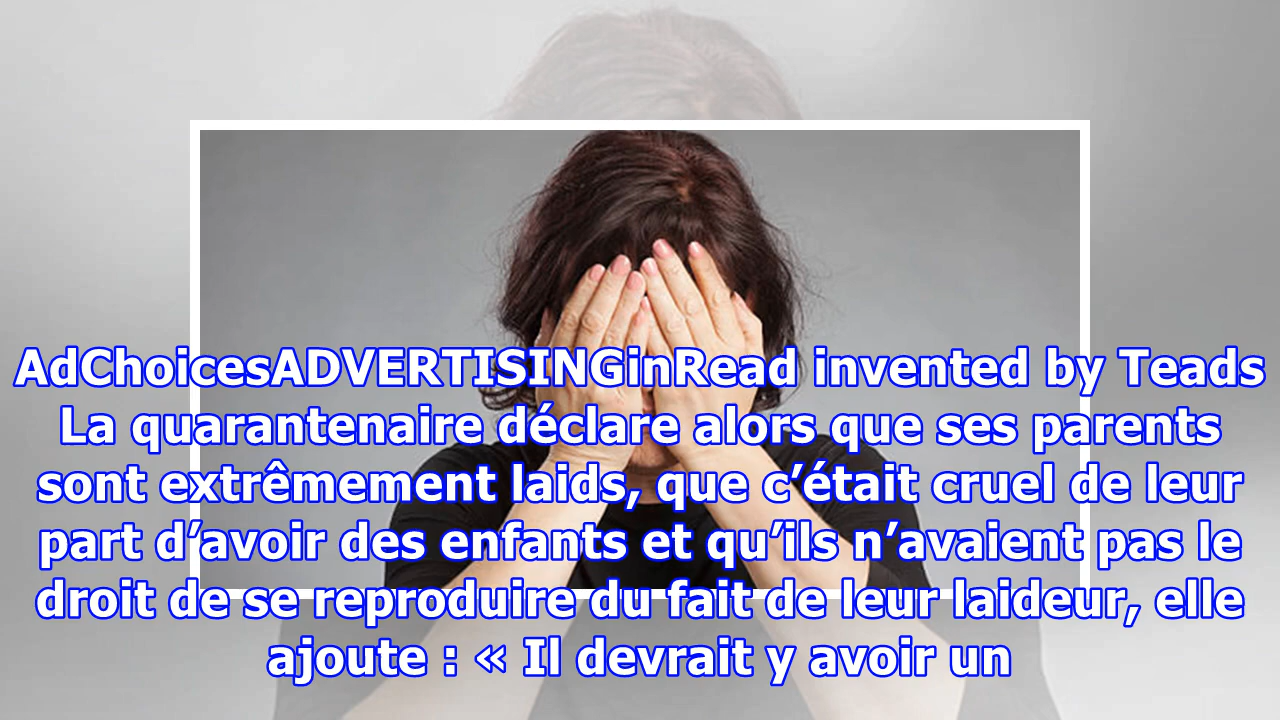 AdChoicesADVERTISINGinRead invented by Teads
La quarantenaire déclare alors que ses parents
sont extrêmement laids, que c’était cruel de leur
part d’avoir des enfants et qu’ils n’avaient pas le
droit de se reproduire du fait de leur laideur, elle
ajoute : « Il devrait y avoir un